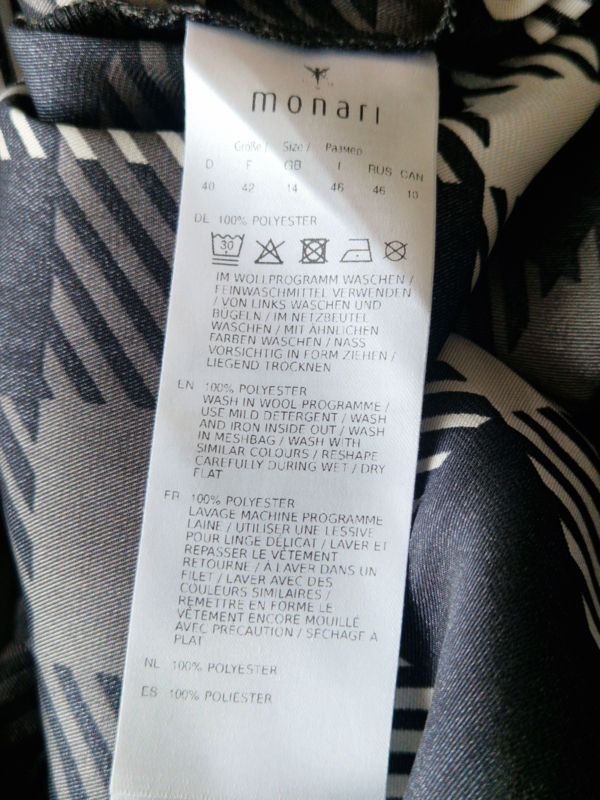 monari
Größe / Size / Размер
D F GB I RUS CAN
40 42 14 46 46 10
DE 100% POLYESTER
30
IM WOLLPROGRAMM WASCHEN /
FEINWASCHMITTEL VERWENDEN
/ VON LINKS WASCHEN UND
BÜGELN / IM NETZBEUTEL
WASCHEN / MIT ÄHNLICHEN
FARBEN WASCHEN / NASS
VORSICHTIG IN FORM ZIEHEN /
LIEGEND TROCKNEN
EN 100% POLYESTER
WASH IN WOOL PROGRAMME /
USE MILD DETERGENT / WASH
AND IRON INSIDE OUT / WASH
IN MESHBAG / WASH WITH
SIMILAR COLOURS / RESHAPE
CAREFULLY DURING WET / DRY
FLAT
FR 100% POLYESTER
LAVAGE MACHINE PROGRAMME
LAINE / UTILISER UNE LESSIVE
POUR LINGE DÉLICAT / LAVER ET
REPASSER LE VÊTEMENT
RETOURNÉ / À LAVER DANS UN
FILET / LAVER AVEC DES
COULEURS SIMILAIRES /
REMETTRE EN FORME LE
VÊTEMENT ENCORE MOUILLÉ
AVEC PRÉCAUTION / SÉCHAGE À
PLAT
NL 100% POLYESTER
ES 100% POLIESTER